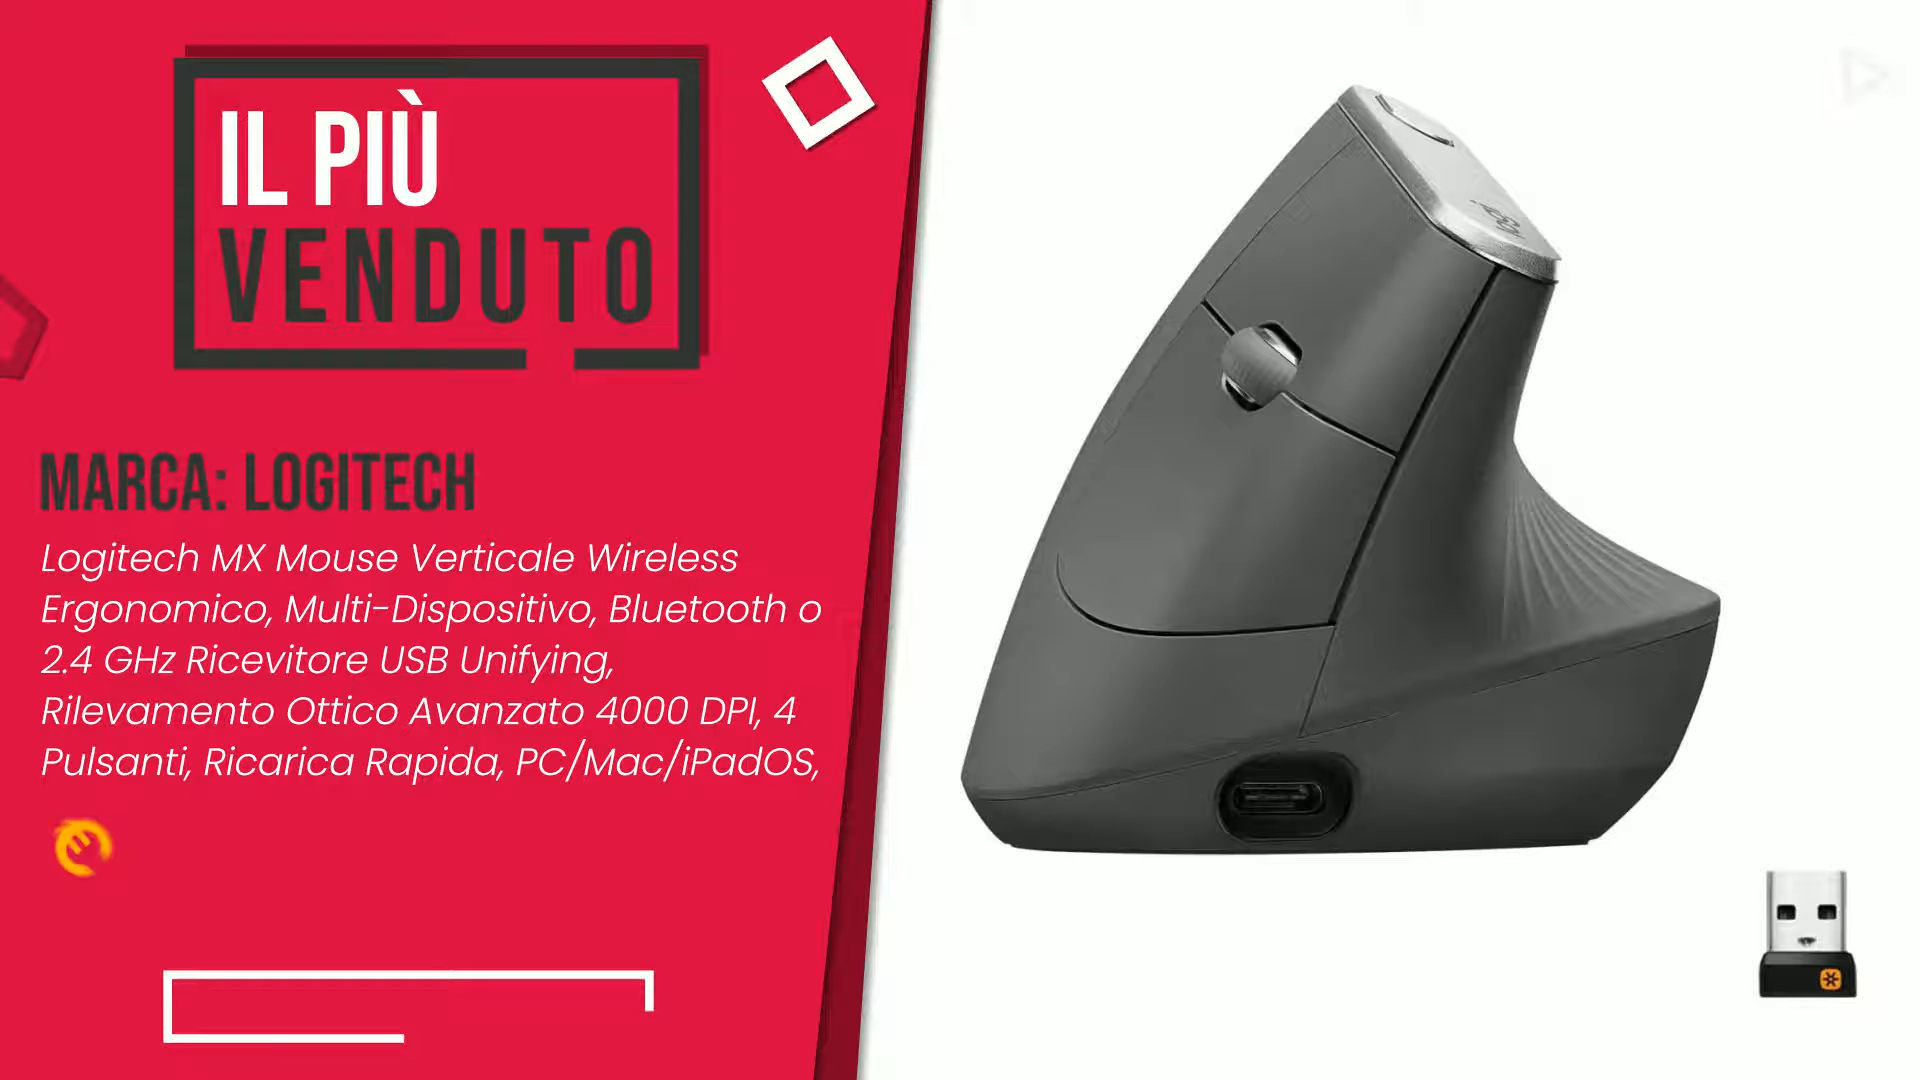 IL PIÙ
VENDUTO
MARCA: LOGITECH
Logitech MX Mouse Verticale Wireless
Ergonomico, Multi-Dispositivo, Bluetooth o
2.4 GHz Ricevitore USB Unifying,
Rilevamento Ottico Avanzato 4000 DPI, 4
Pulsanti, Ricarica Rapida, PC/Mac/iPadOS,
logi